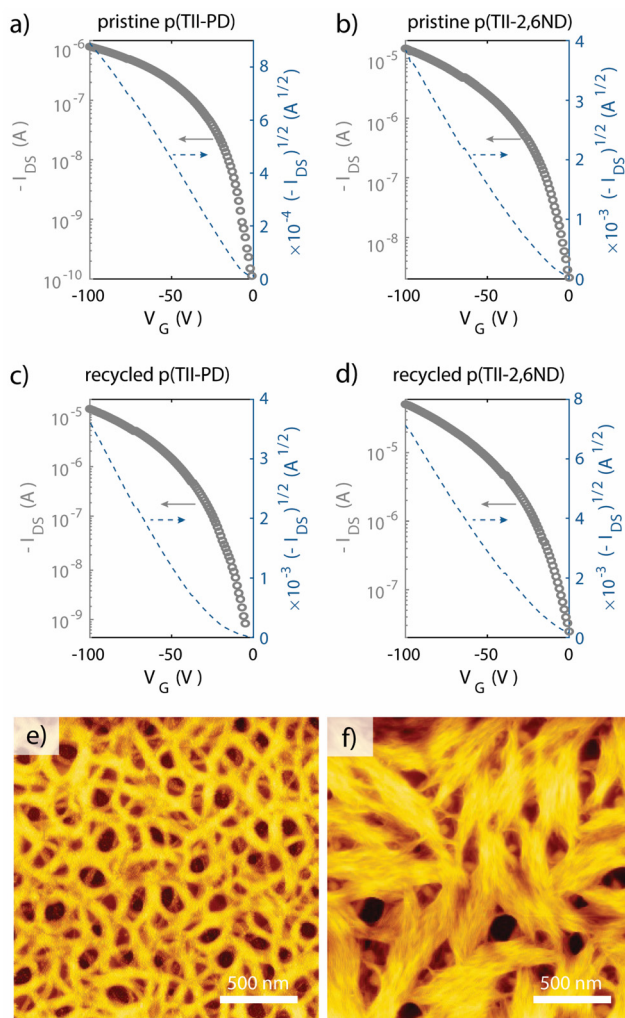 a) pristine p(TII-PD)
10^-6
10^-7
10^-8
10^-9
10^-10
- I_DS (A)
8
6
4
2
0
×10^-4 (- I_DS)^1/2 (A^1/2)
-100 -50 0
V_G (V)
b) pristine p(TII-2,6ND)
10^-5
10^-6
10^-7
10^-8
- I_DS (A)
4
3
2
1
0
×10^-3 (- I_DS)^1/2 (A^1/2)
-100 -50 0
V_G (V)
c) recycled p(TII-PD)
10^-5
10^-6
10^-7
10^-8
10^-9
- I_DS (A)
4
3
2
1
0
×10^-3 (- I_DS)^1/2 (A^1/2)
-100 -50 0
V_G (V)
d) recycled p(TII-2,6ND)
10^-5
10^-6
10^-7
- I_DS (A)
8
6
4
2
0
×10^-3 (- I_DS)^1/2 (A^1/2)
-100 -50 0
V_G (V)
e)
500 nm
f)
500 nm